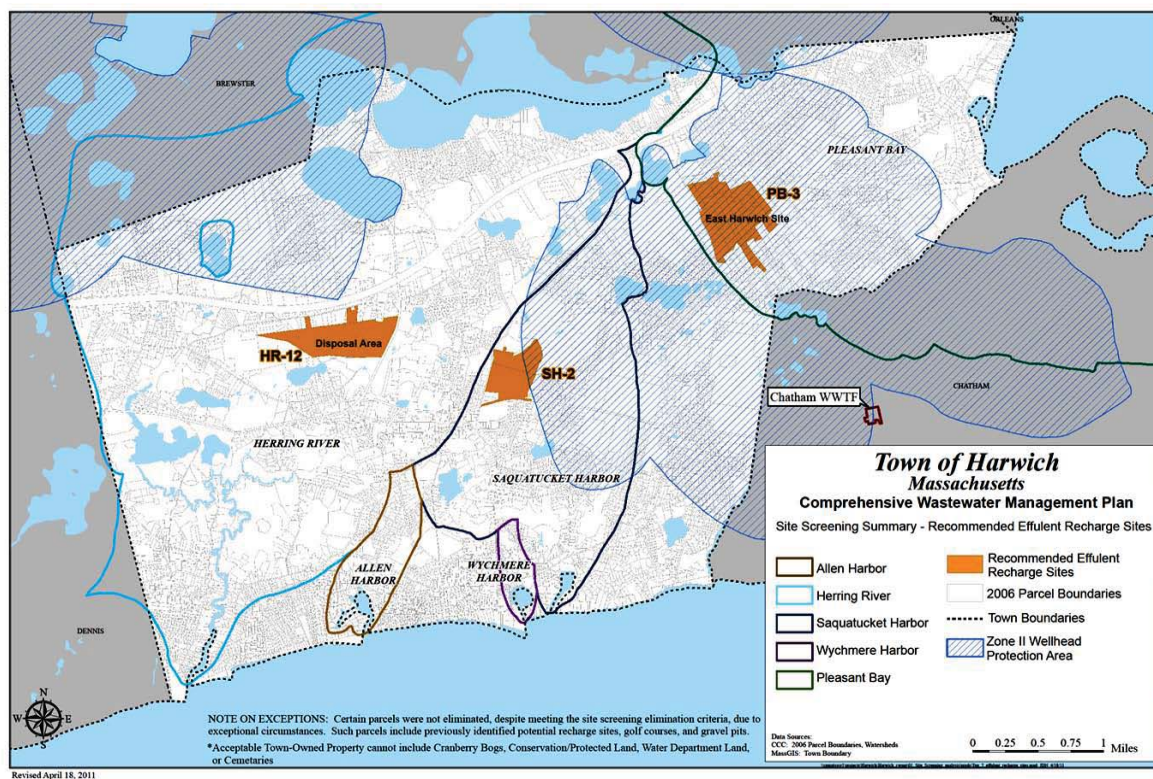 ORLEANS
BREWSTER
PLEASANT BAY
PB-3
East Harwich Site
Disposal Area
HR-12
SH-2
CHATHAM
Chatham WWTF
HERRING RIVER
SAQUATUCKET HARBOR
ALLEN
HARBOR
WYCHMERE
HARBOR
DENNIS
Town of Harwich
Massachusetts
Comprehensive Wastewater Management Plan
Site Screening Summary - Recommended Effulent Recharge Sites
Allen Harbor
Herring River
Saquatucket Harbor
Wychmere Harbor
Pleasant Bay
Recommended Effulent
Recharge Sites
2006 Parcel Boundaries
Town Boundaries
Zone II Wellhead
Protection Area
N
W E
S
NOTE ON EXCEPTIONS: Certain parcels were not eliminated, despite meeting the site screening elimination criteria, due to
exceptional circumstances. Such parcels include previously identified potential recharge sites, golf courses, and gravel pits.
*Acceptable Town-Owned Property cannot include Cranberry Bogs, Conservation/Protected Land, Water Department Land,
or Cemetaries
Data Sources:
CCC: 2006 Parcel Boundaries, Watersheds
MassGIS: Town Boundary
0 0.25 0.5 0.75 1 Miles
Revised April 18, 2011